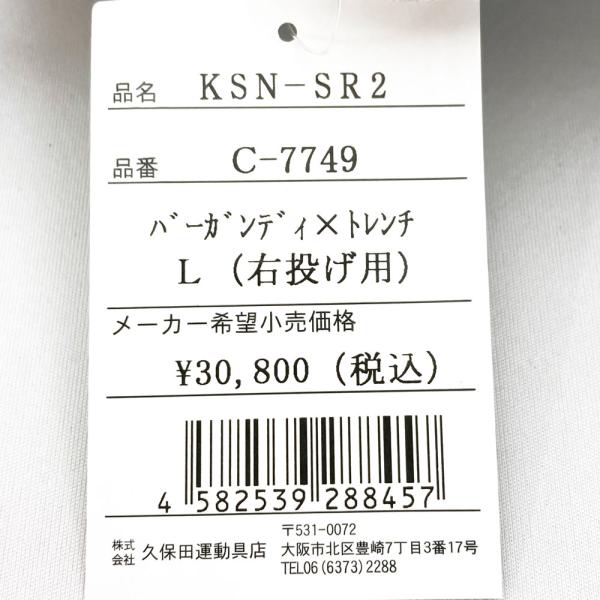 品名 KSN-SR2
品番 C-7749
ﾊﾞｰｶﾞﾝﾃﾞｨ×ﾄﾚﾝﾁ
L (右投げ用)
メーカー希望小売価格
¥30,800 (税込)
4 582539 288457
株式会社 久保田運動具店
〒531-0072
大阪市北区豊崎7丁目3番17号
TEL06(6373)2288